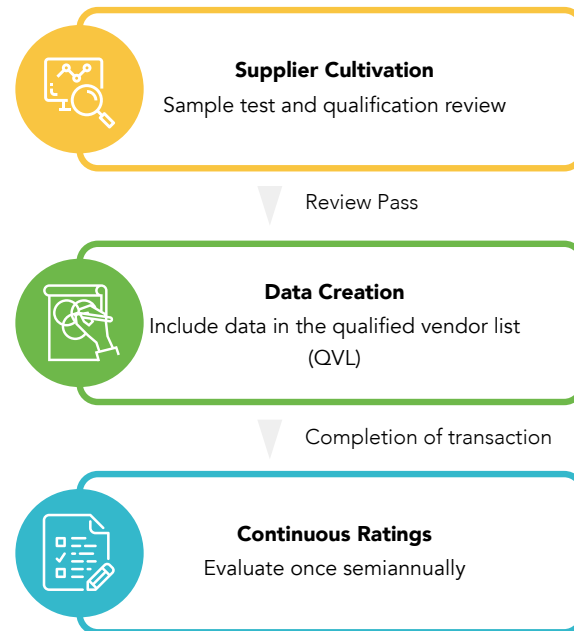 Supplier Cultivation
Sample test and qualification review
Review Pass
Data Creation
Include data in the qualified vendor list
(QVL)
Completion of transaction
Continuous Ratings
Evaluate once semiannually